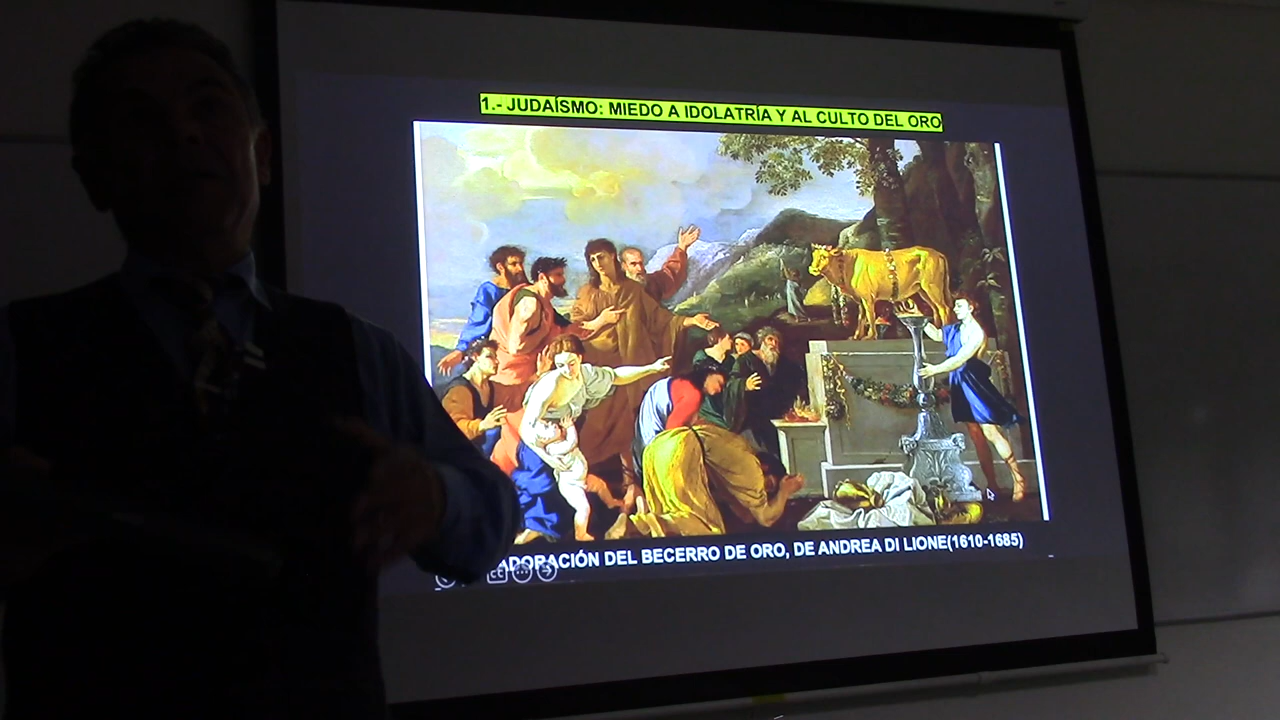 1.- JUDAÍSMO: MIEDO A IDOLATRÍA Y AL CULTO DEL ORO
ADORACIÓN DEL BECERRO DE ORO, DE ANDREA DI LIONE(1610-1685)
CC